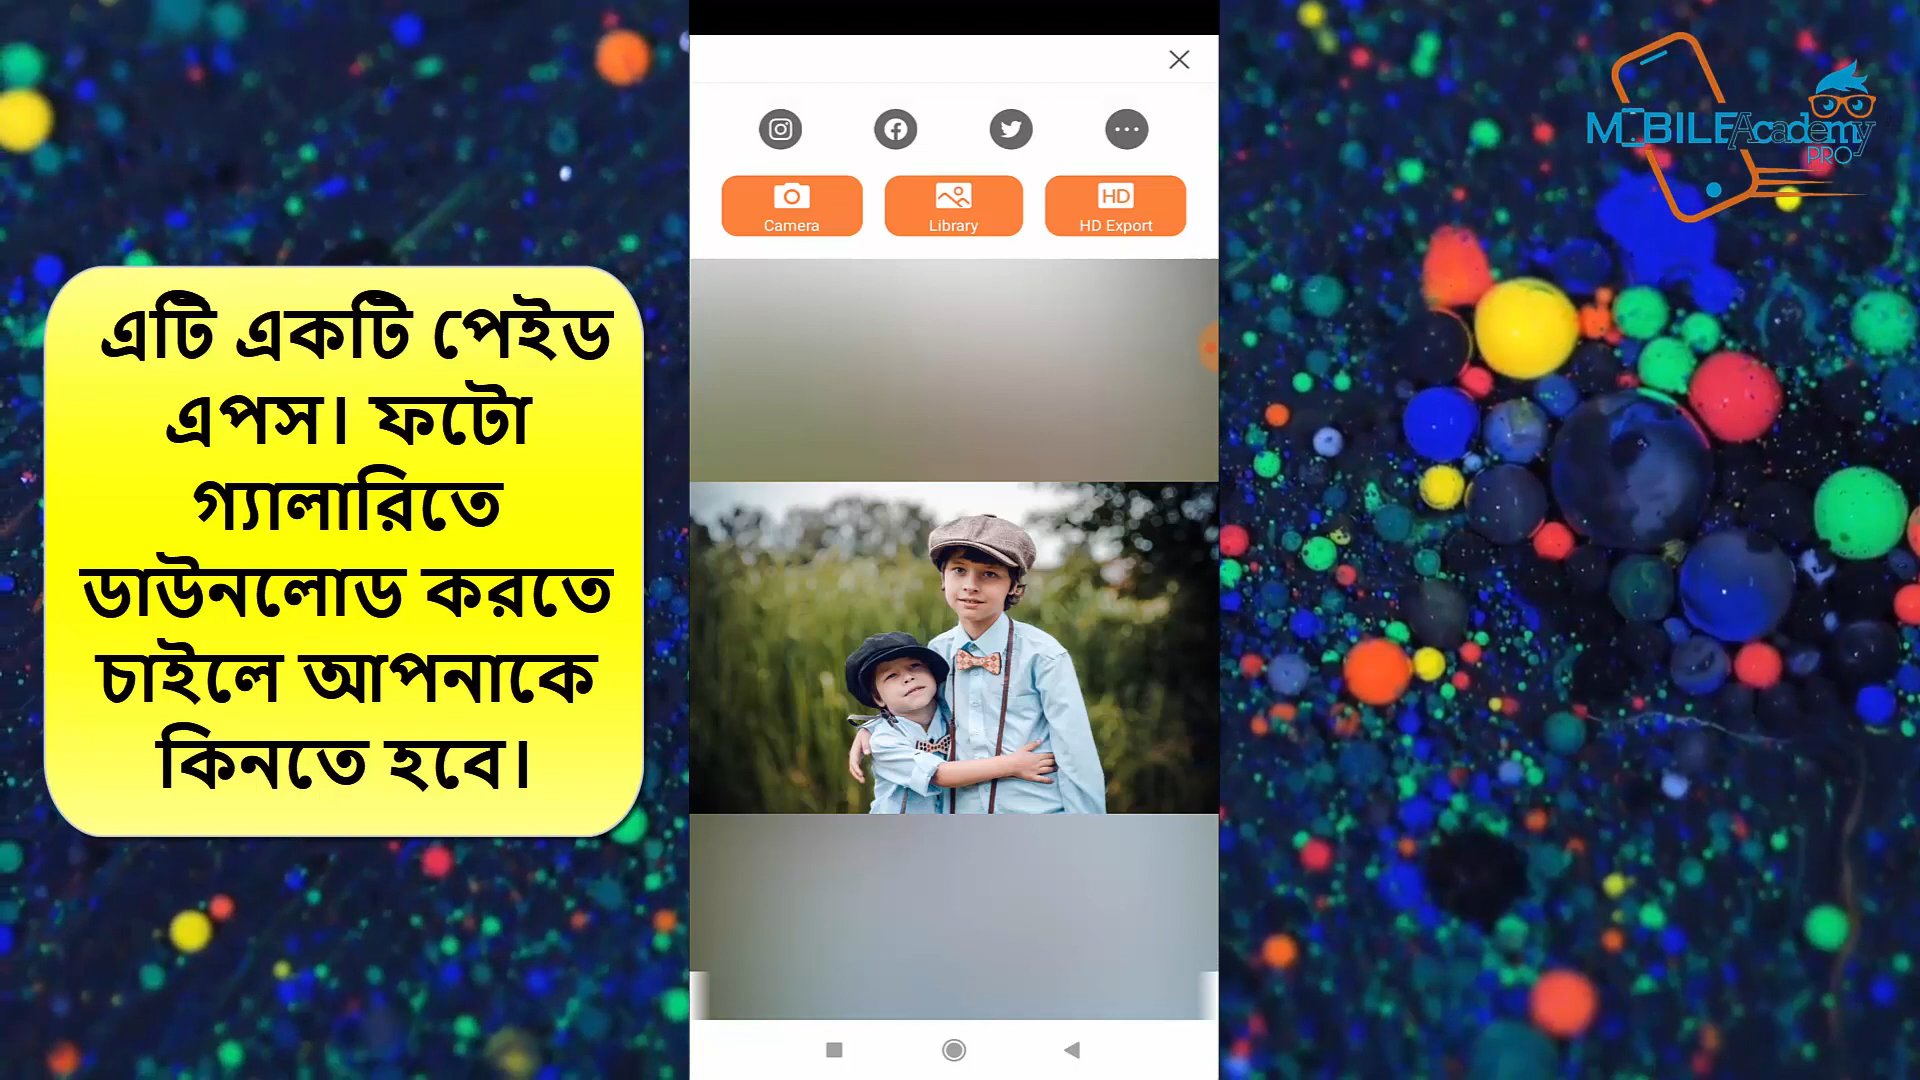 এটি একটি পেইড
এপস। ফটো
গ্যালারিতে
ডাউনলোড করতে
চাইলে আপনাকে
কিনতে হবে।
Camera
Library
HD
HD Export
MOBILE Academy
PRO